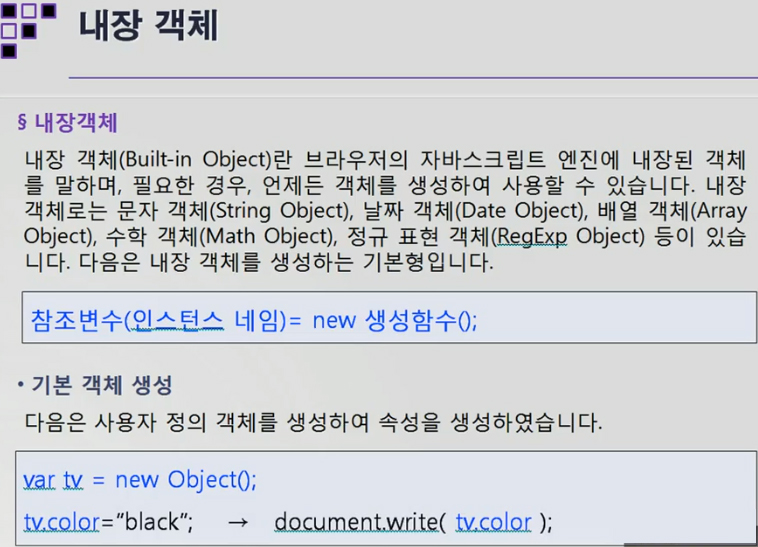 내장 객체
§ 내장객체
내장 객체(Built-in Object)란 브라우저의 자바스크립트 엔진에 내장된 객체
를 말하며, 필요한 경우, 언제든 객체를 생성하여 사용할 수 있습니다. 내장
객체로는 문자 객체(String Object), 날짜 객체(Date Object), 배열 객체(Array
Object), 수학 객체(Math Object), 정규 표현 객체(RegExp Object) 등이 있습
니다. 다음은 내장 객체를 생성하는 기본형입니다.
참조변수(인스턴스 네임)= new 생성함수();
• 기본 객체 생성
다음은 사용자 정의 객체를 생성하여 속성을 생성하였습니다.
var tv = new Object();
tv.color=“black”; → document.write( tv.color );